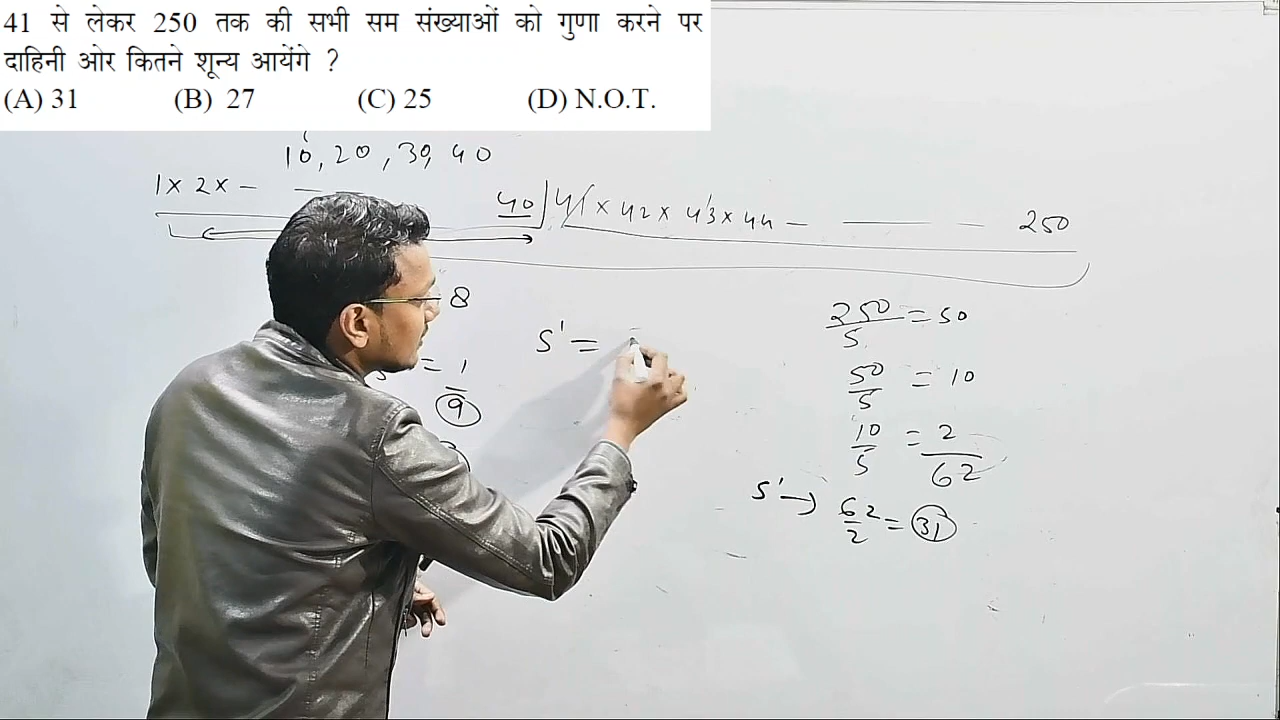 41 से लेकर 250 तक की सभी सम संख्याओं को गुणा करने पर
दाहिनी ओर कितने शून्य आयेंगे ?
(A) 31 (B) 27 (C) 25 (D) N.O.T.
10, 20, 30, 40
1 x 2 x - — — 40 | 41 x 42 x 43 x 44 — —— — 250
8
= 1
9
5' =
250/5 = 50
50/5 = 10
10/5 = 2
62
5' → 62/2 = 31